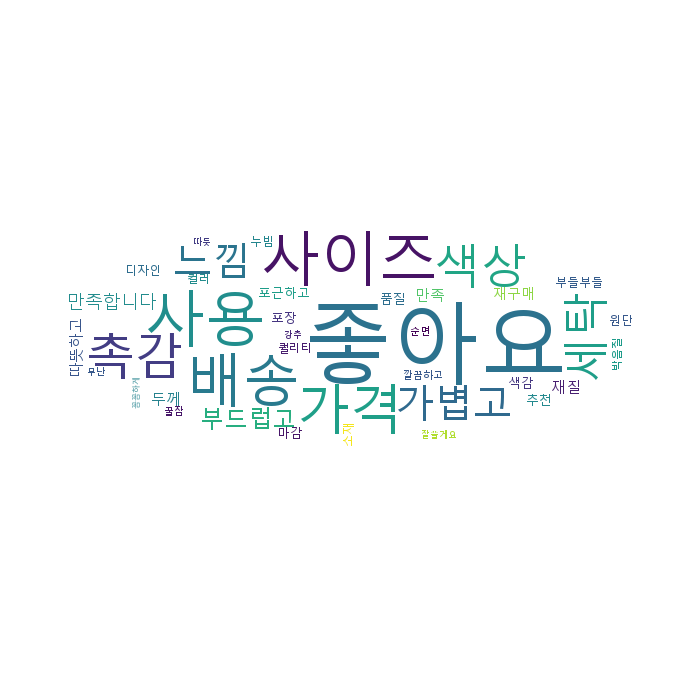 따뜻
누빔
사이즈
느낌
색상
디자인
컬러
부들부들
만족합니다
사용
포근하고
품질
만족
재구매
세탁
좋아요
포장
원단
따뜻하고
촉감
강추
순면
퀄리티
박음질
무난
배송
깔끔하고
꼼꼼하게
꿀잠
두께
가격
가볍고
색감
재질
추천
부드럽고
마감
소재
잘쓸게요